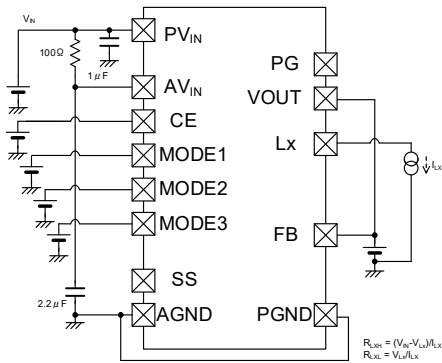 VIN
PVIN
100Ω
1μF
PG
AVIN
VOUT
CE
Lx
MODE1
ILX
MODE2
MODE3
FB
SS
2.2μF
AGND
PGND
RLXH = (VIN-VLx)/ILX
RLXL = VLx/ILX